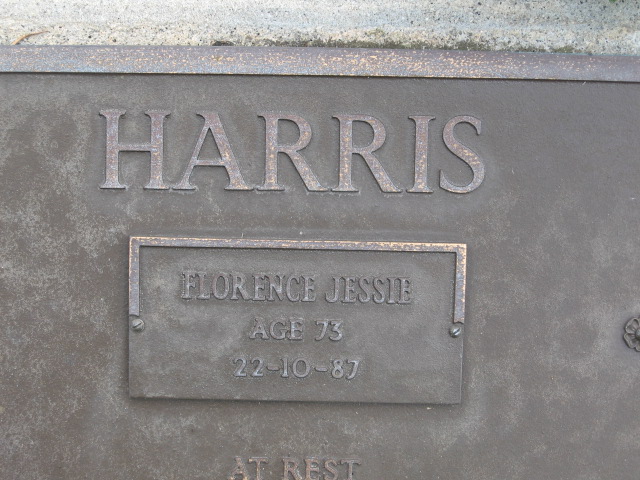 HARRIS
FLORENCE JESSIE
AGE 73
22-10-87
AT REST